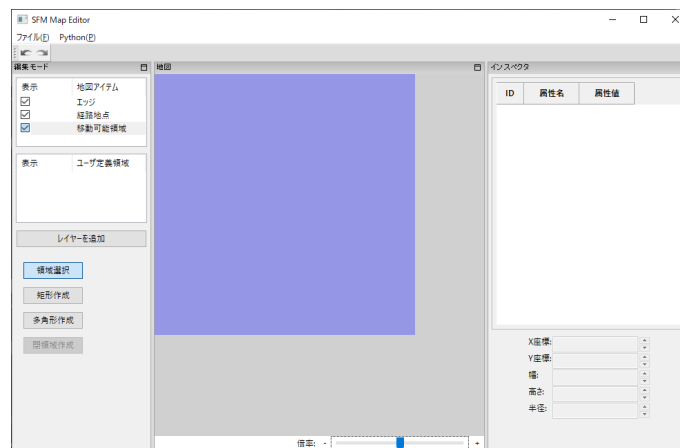 SFM Map Editor
ファイル(F) Python(P)
編集モード
表示 地図アイテム
エッジ
経路地点
移動可能領域
表示 ユーザ定義領域
レイヤーを追加
領域選択
矩形作成
多角形作成
閉領域作成
地図
倍率: - +
インスペクタ
ID 属性名 属性値
X座標:
Y座標:
幅:
高さ:
半径: